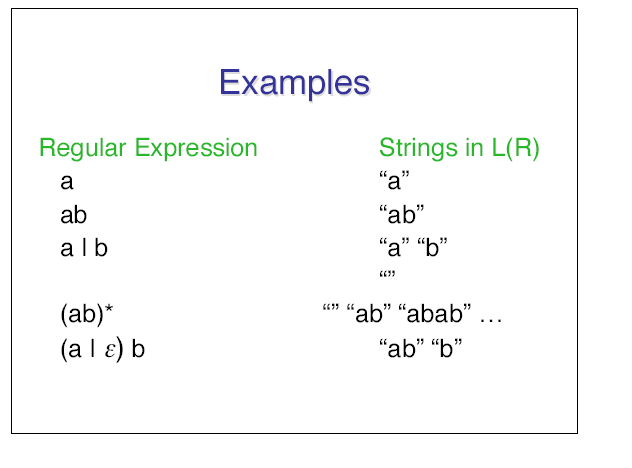 Examples
Regular Expression Strings in L(R)
a “a”
ab “ab”
a | b “a” “b”
“”
(ab)* “” “ab” “abab” …
(a | ε) b “ab” “b”